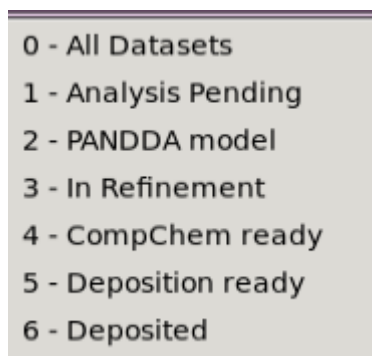 0 - All Datasets
1 - Analysis Pending
2 - PANDDA model
3 - In Refinement
4 - CompChem ready
5 - Deposition ready
6 - Deposited